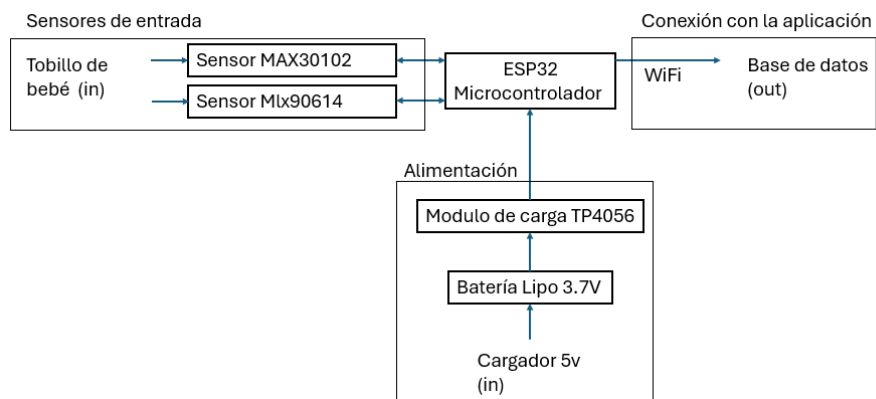 Sensores de entrada
Tobillo de
bebé (in)
Sensor MAX30102
Sensor Mlx90614
ESP32
Microcontrolador
Conexión con la aplicación
WiFi
Base de datos
(out)
Alimentación
Modulo de carga TP4056
Batería Lipo 3.7V
Cargador 5v
(in)